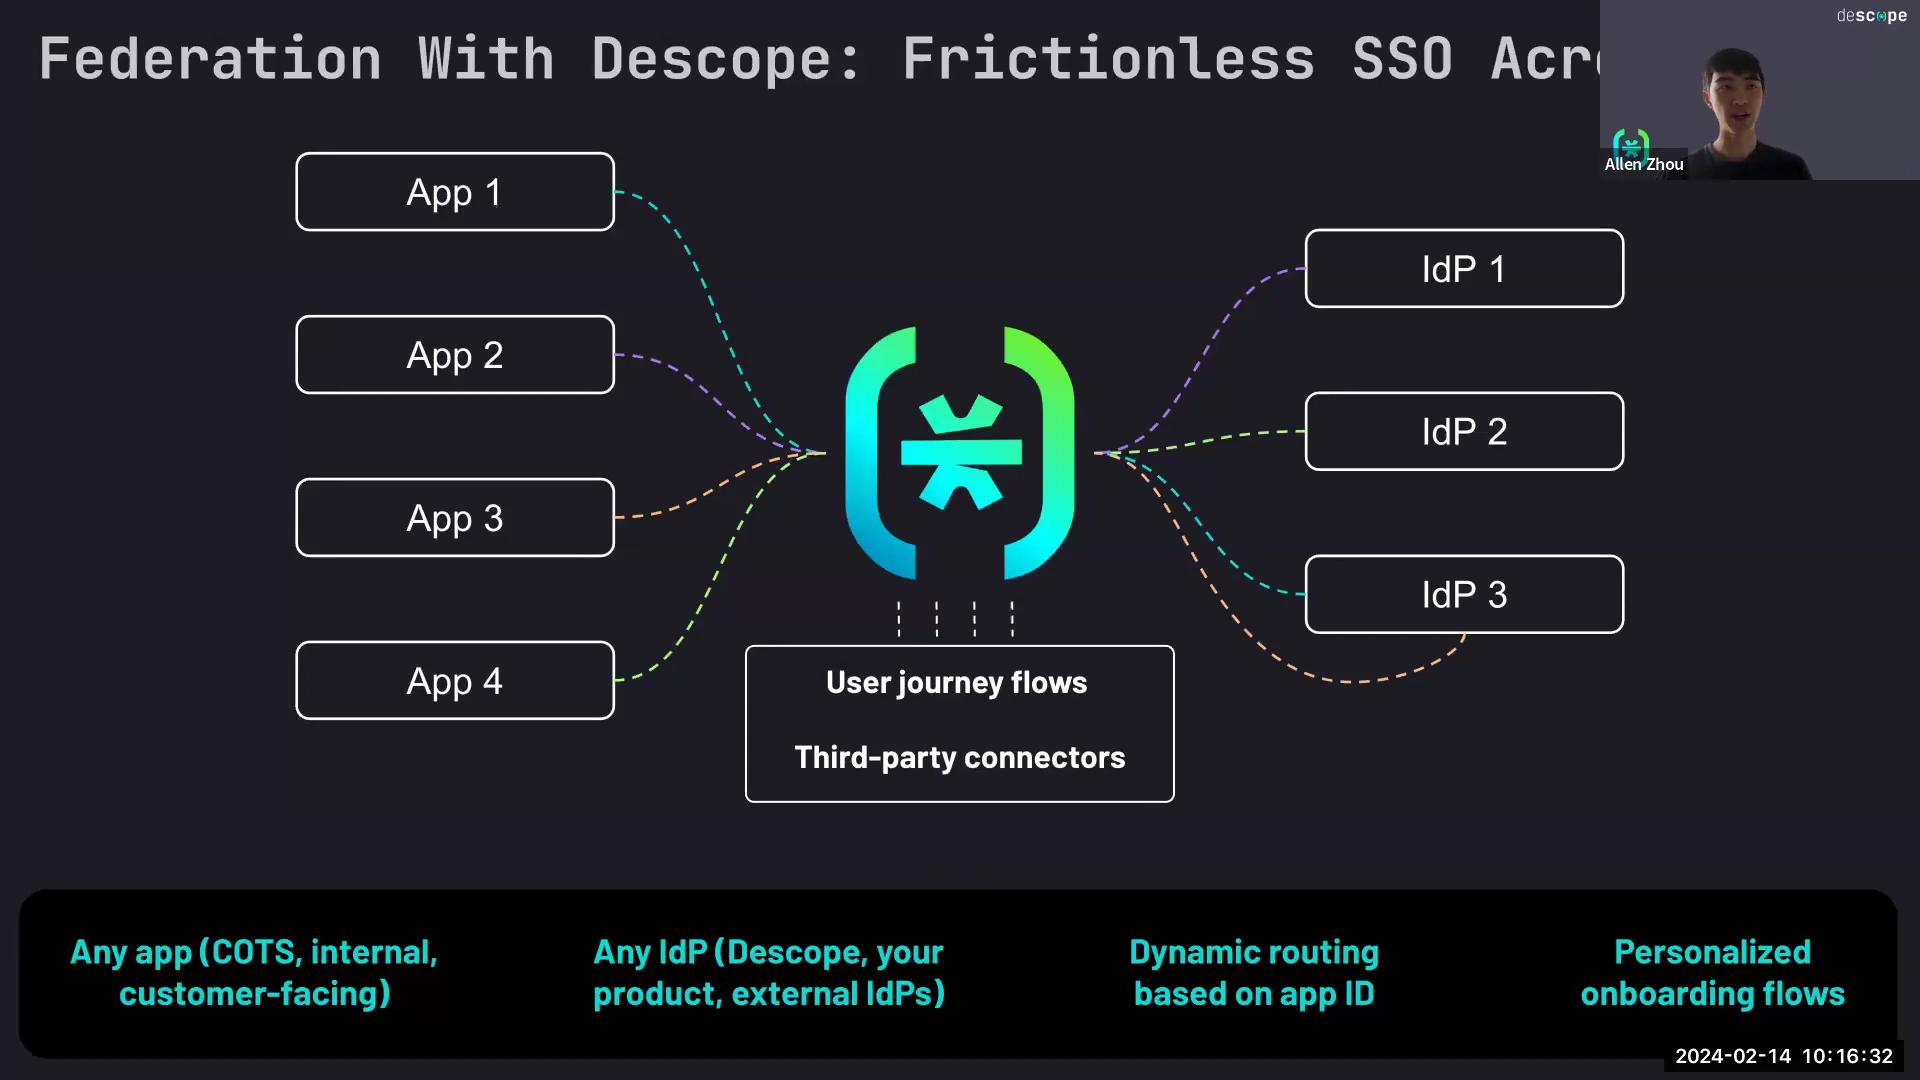 Federation With Descope: Frictionless SSO
descope
Allen Zhou
App 1
App 2
App 3
App 4
IdP 1
IdP 2
IdP 3
User journey flows
Third-party connectors
Any app (COTS, internal,
customer-facing)
Any IdP (Descope, your
product, external IdPs)
Dynamic routing
based on app ID
Personalized
onboarding flows
2024-02-14 10:16:32